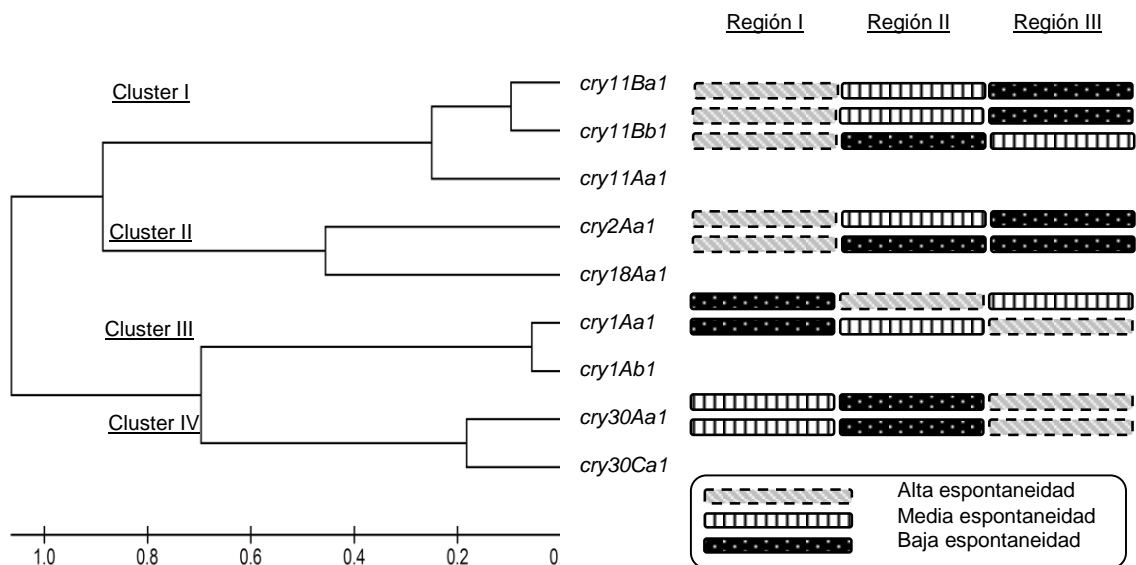 Región I Región II Región III
Cluster I
cry11Ba1
cry11Bb1
cry11Aa1
Cluster II
cry2Aa1
cry18Aa1
Cluster III
cry1Aa1
cry1Ab1
Cluster IV
cry30Aa1
cry30Ca1
Alta espontaneidad
Media espontaneidad
Baja espontaneidad
1.0 0.8 0.6 0.4 0.2 0